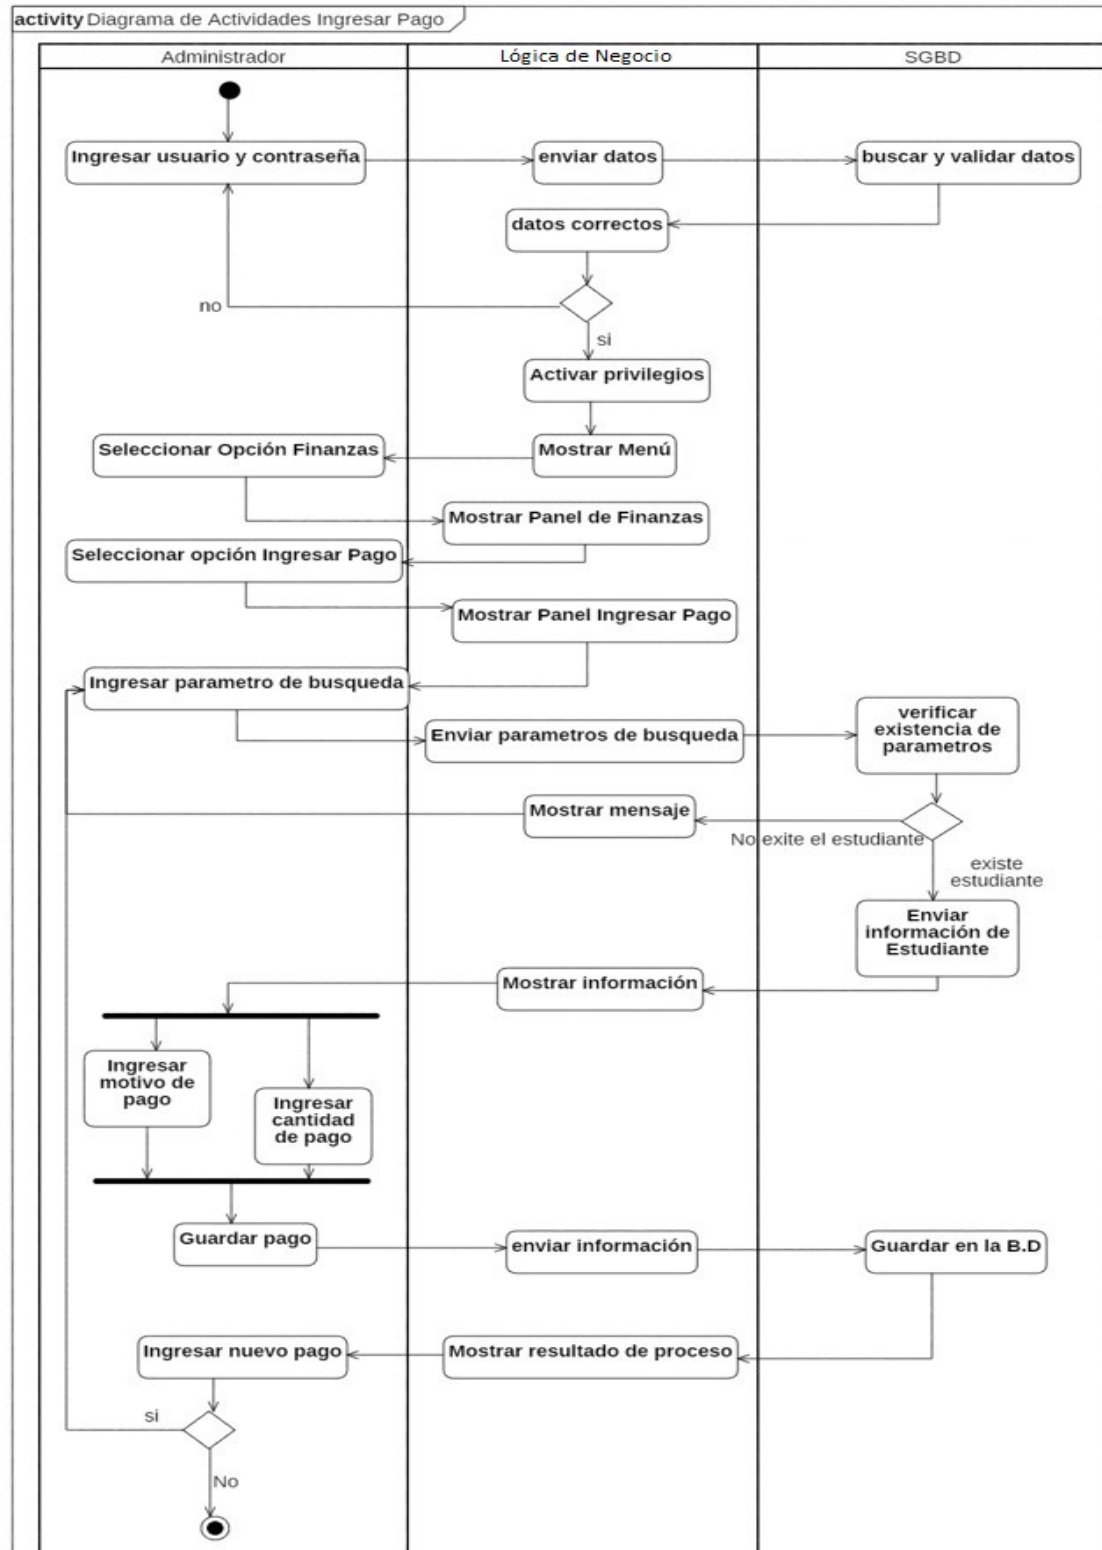 activity Diagrama de Actividades Ingresar Pago
Administrador
Lógica de Negocio
SGBD
Ingresar usuario y contraseña
enviar datos
buscar y validar datos
datos correctos
no
si
Activar privilegios
Seleccionar Opción Finanzas
Mostrar Menú
Mostrar Panel de Finanzas
Seleccionar opción Ingresar Pago
Mostrar Panel Ingresar Pago
Ingresar parametro de busqueda
Enviar parametros de busqueda
verificar
existencia de
parametros
Mostrar mensaje
No exite el estudiante
existe
estudiante
Enviar
información de
Estudiante
Mostrar información
Ingresar
motivo de
pago
Ingresar
cantidad
de pago
Guardar pago
enviar información
Guardar en la B.D
Ingresar nuevo pago
Mostrar resultado de proceso
si
No